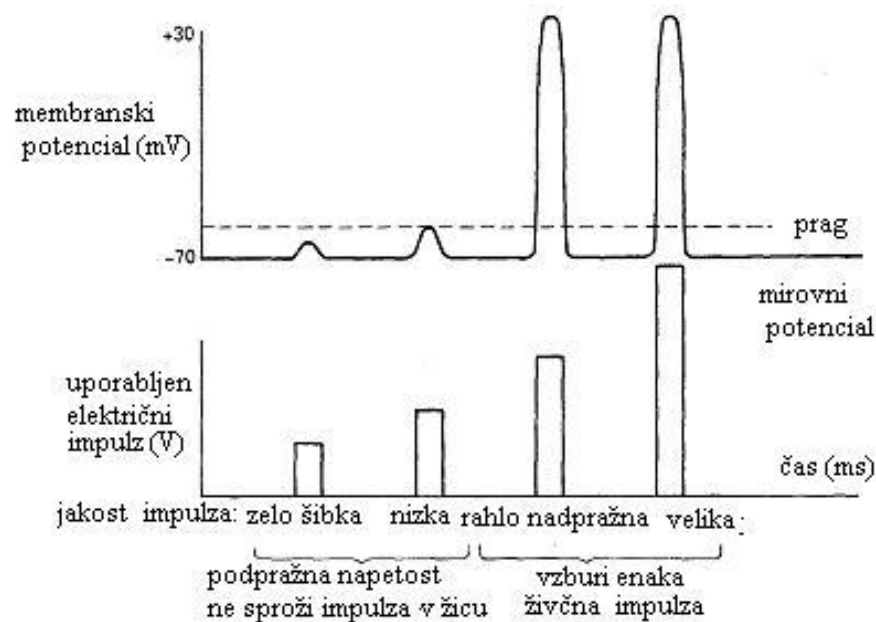 +30
membranski
potencial (mV)
prag
-70
mirovni
potencial
uporabljen
električni
impulz (V)
čas (ms)
jakost impulza: zelo šibka nizka rahlo nadpražna velika
podpražna napetost
ne sproži impulza v žicu
vzburi enaka
živčna impulza